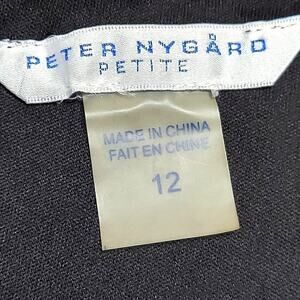 PETER NYGÅRD
PETITE
MADE IN CHINA
FAIT EN CHINE
12